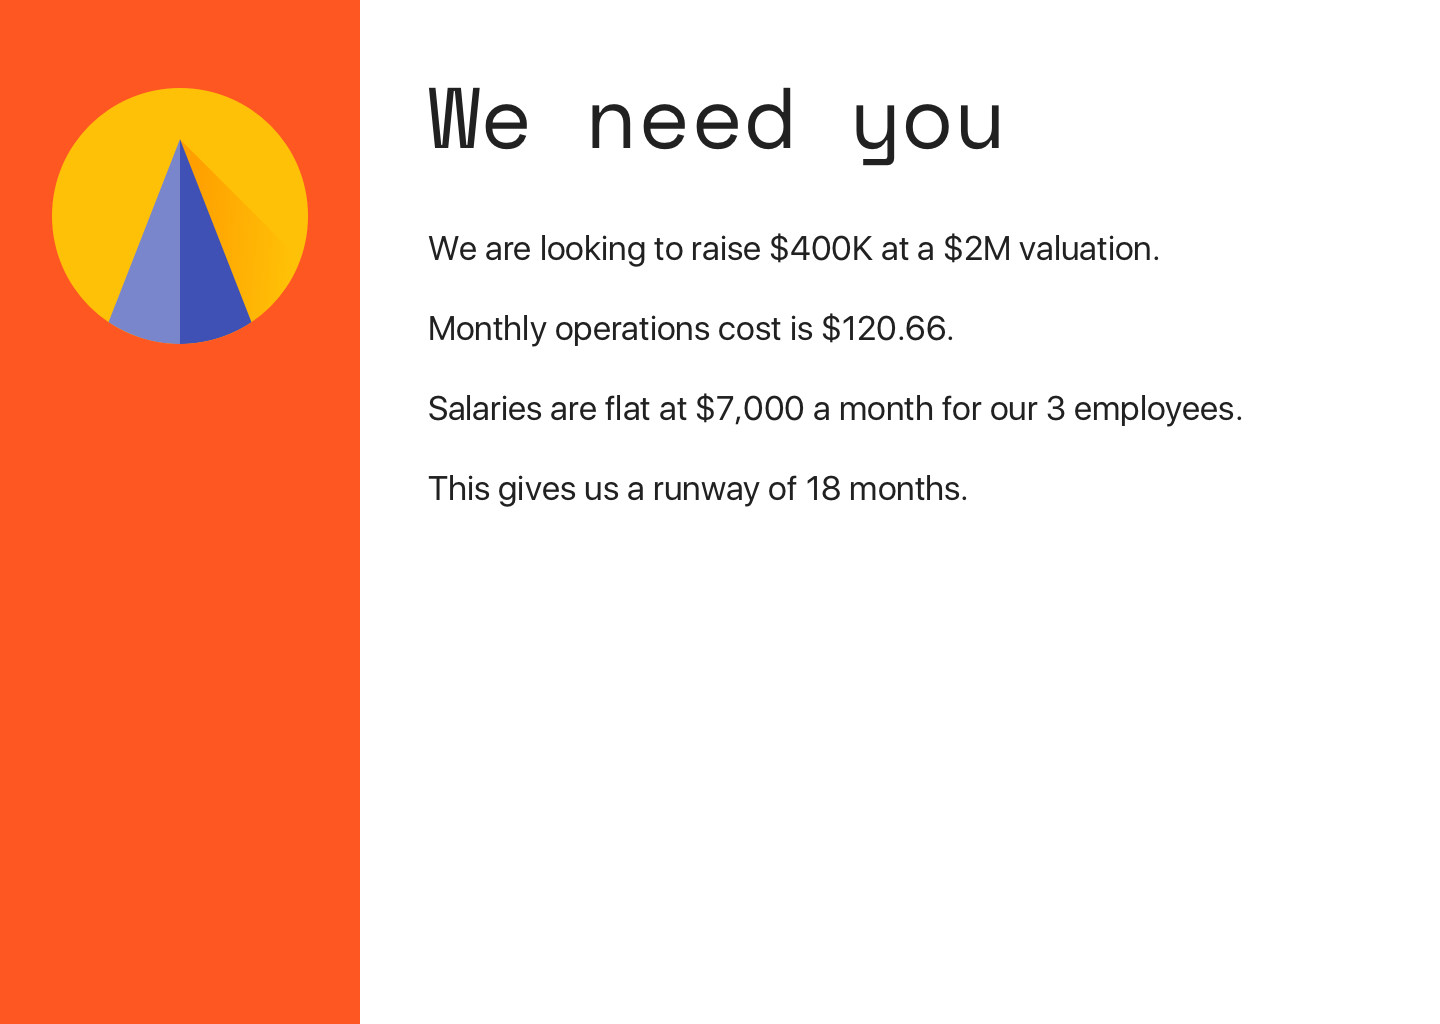 We need you
We are looking to raise $400K at a $2M valuation.
Monthly operations cost is $120.66.
Salaries are flat at $7,000 a month for our 3 employees.
This gives us a runway of 18 months.